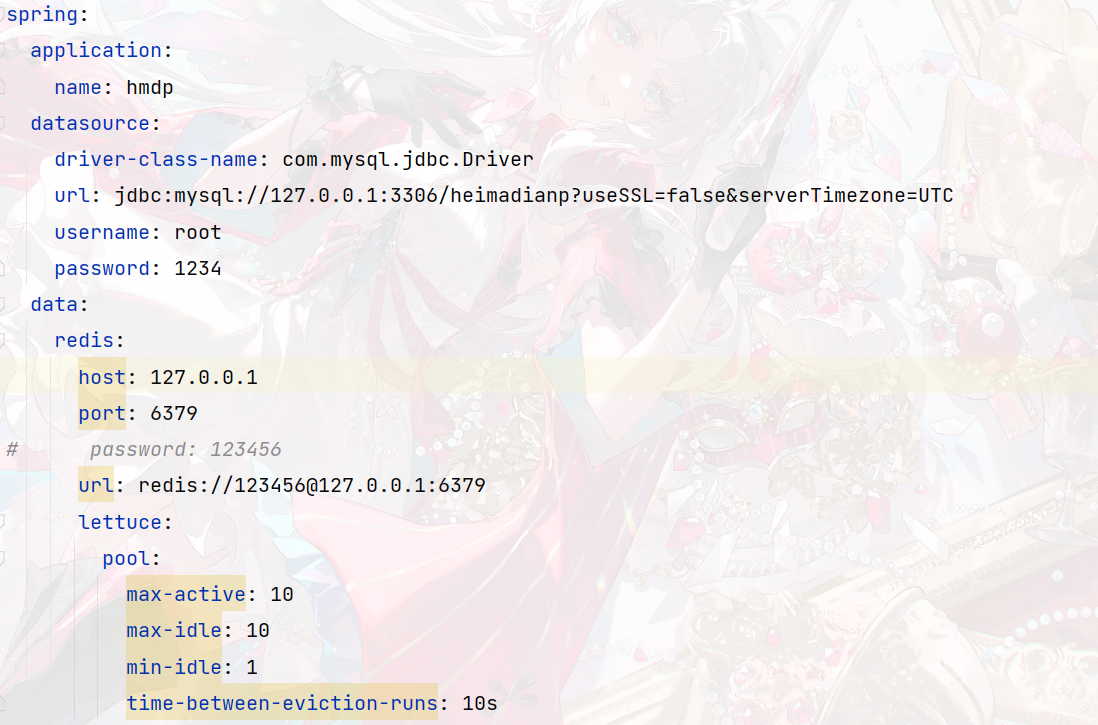 spring:
  application:
    name: hmdp
  datasource:
    driver-class-name: com.mysql.jdbc.Driver
    url: jdbc:mysql://127.0.0.1:3306/heimadianp?useSSL=false&serverTimezone=UTC
    username: root
    password: 1234
  data:
    redis:
      host: 127.0.0.1
      port: 6379
#      password: 123456
      url: redis://123456@127.0.0.1:6379
      lettuce:
        pool:
          max-active: 10
          max-idle: 10
          min-idle: 1
          time-between-eviction-runs: 10s